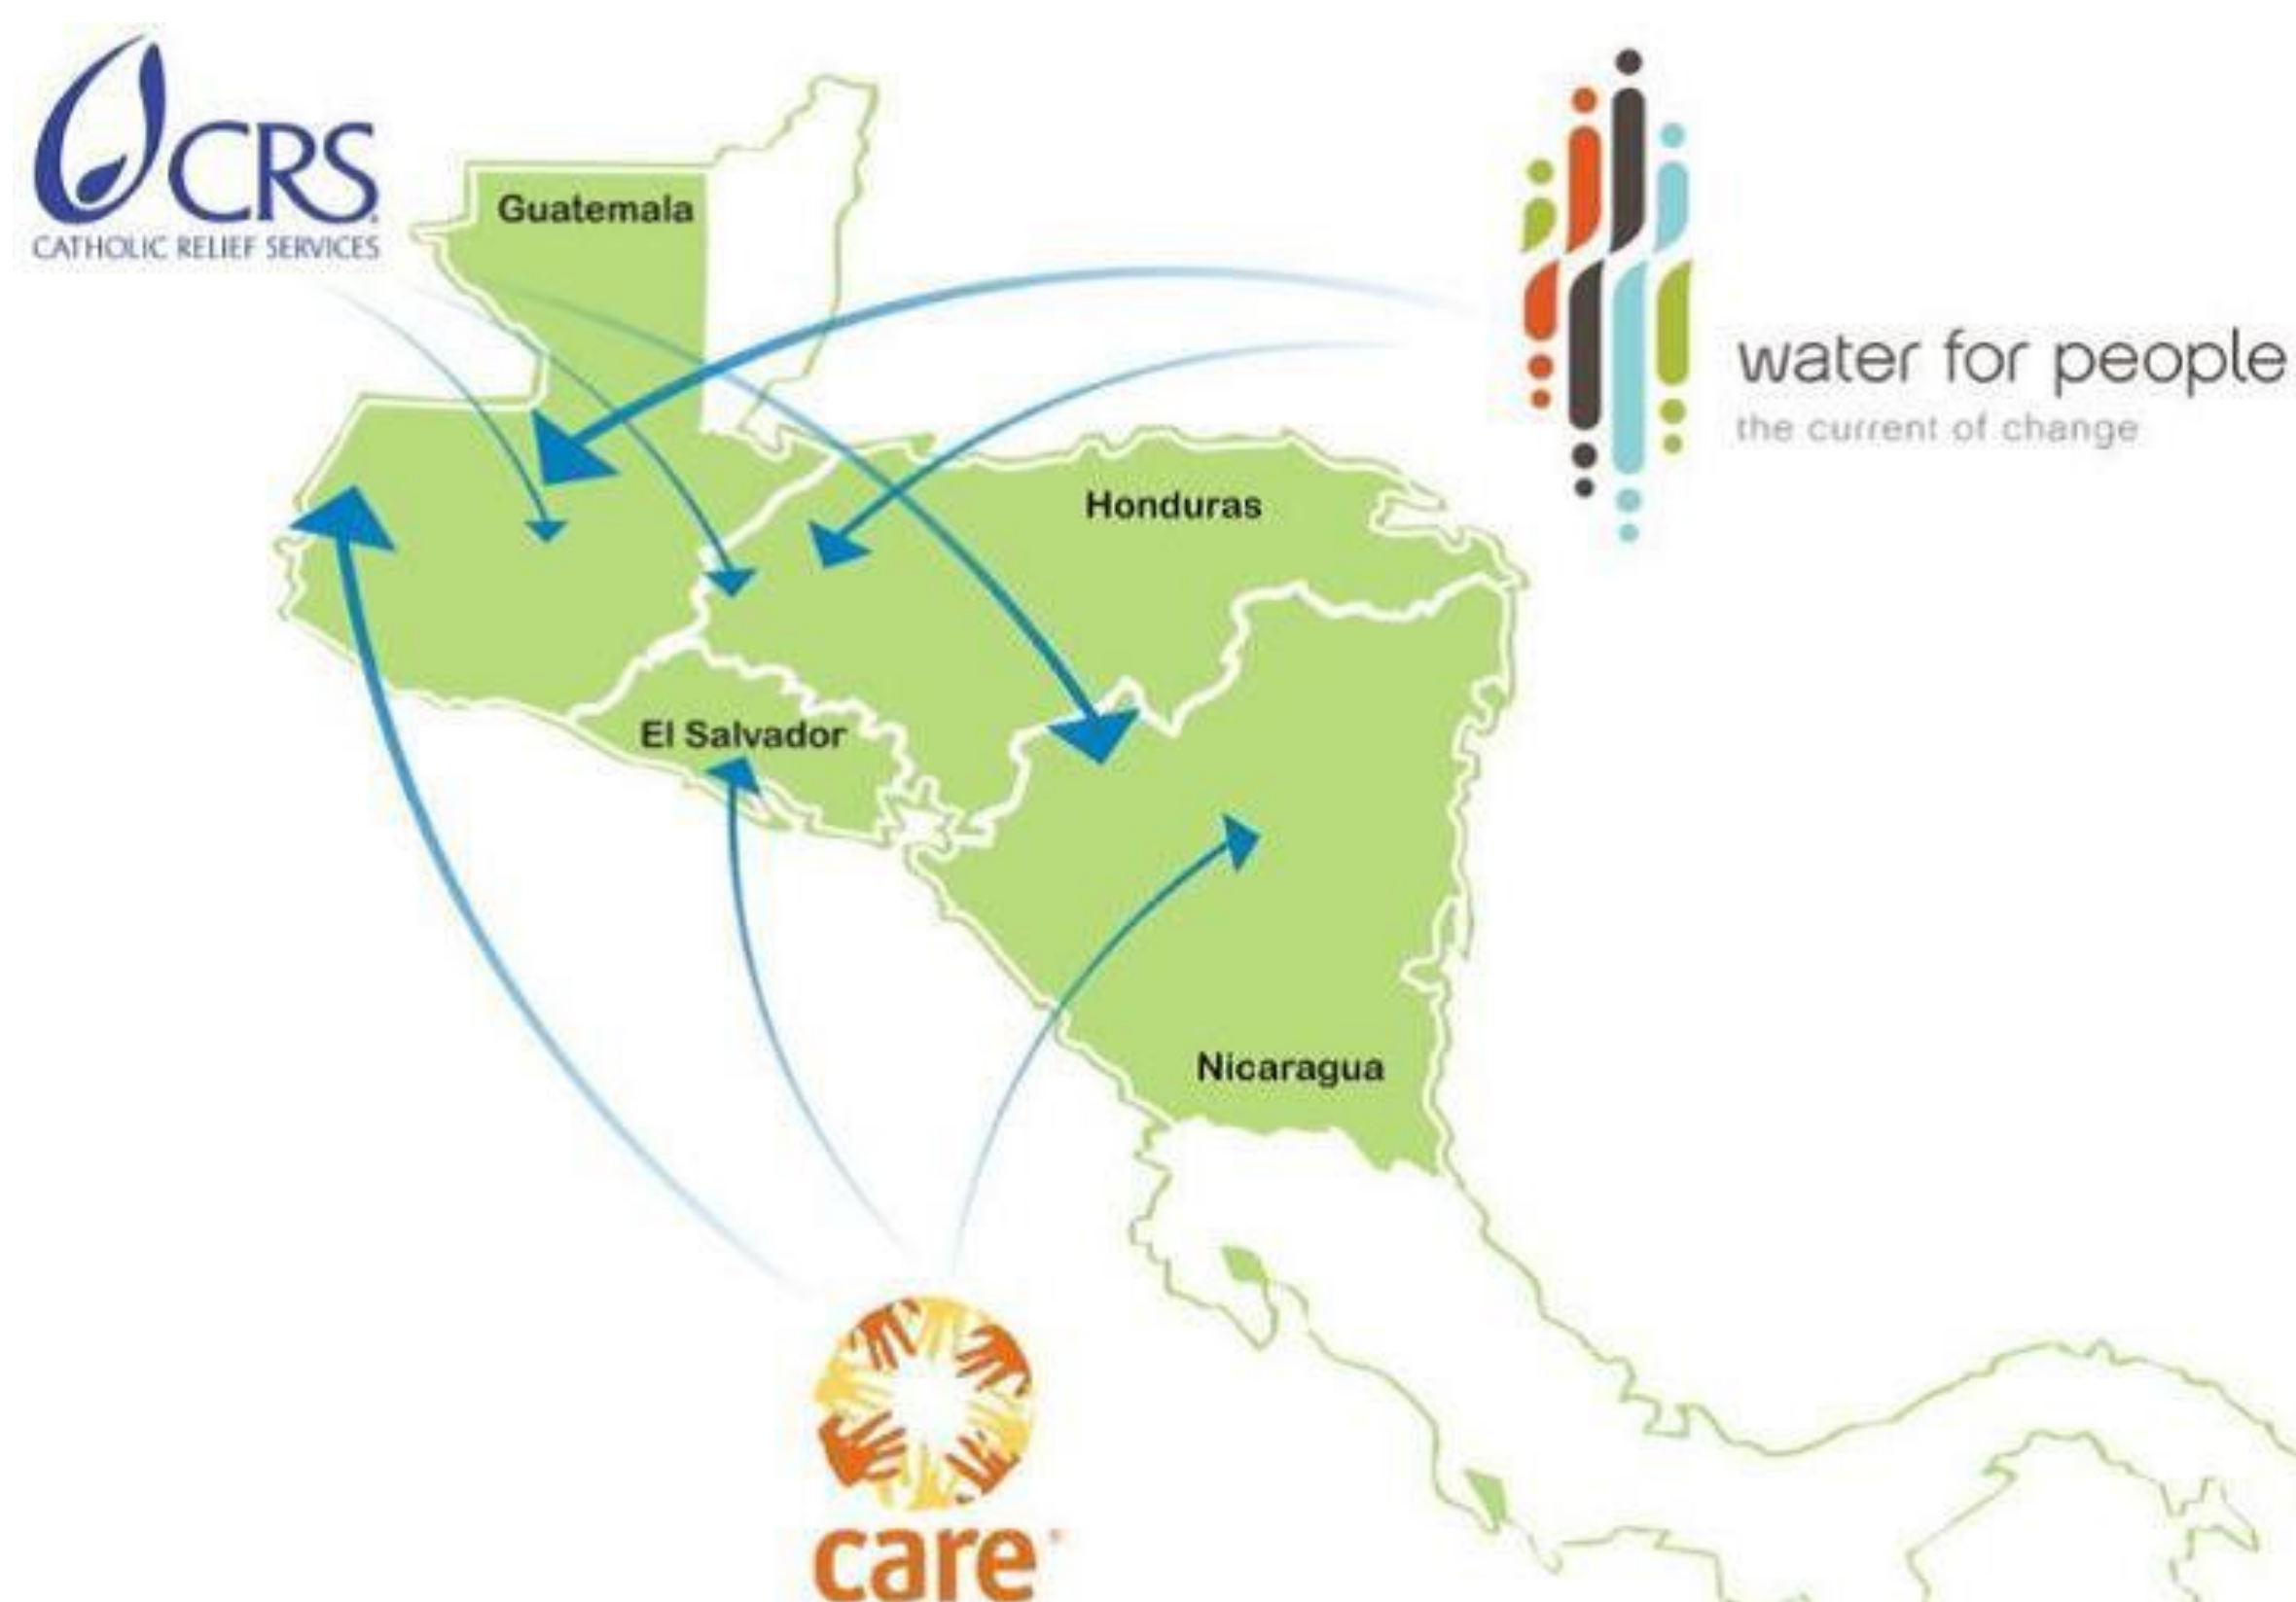 CRS
CATHOLIC RELIEF SERVICES
Guatemala
water for people
the current of change
Honduras
El Salvador
Nicaragua
care